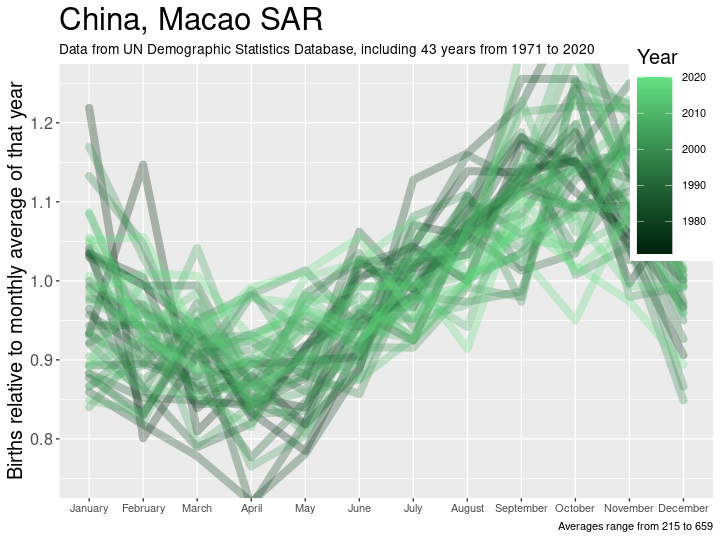 China, Macao SAR
Data from UN Demographic Statistics Database, including 43 years from 1971 to 2020
Year
2020
2010
2000
1990
1980
Births relative to monthly average of that year
1.2
1.1
1.0
0.9
0.8
January February March April May June July August September October November December
Averages range from 215 to 659